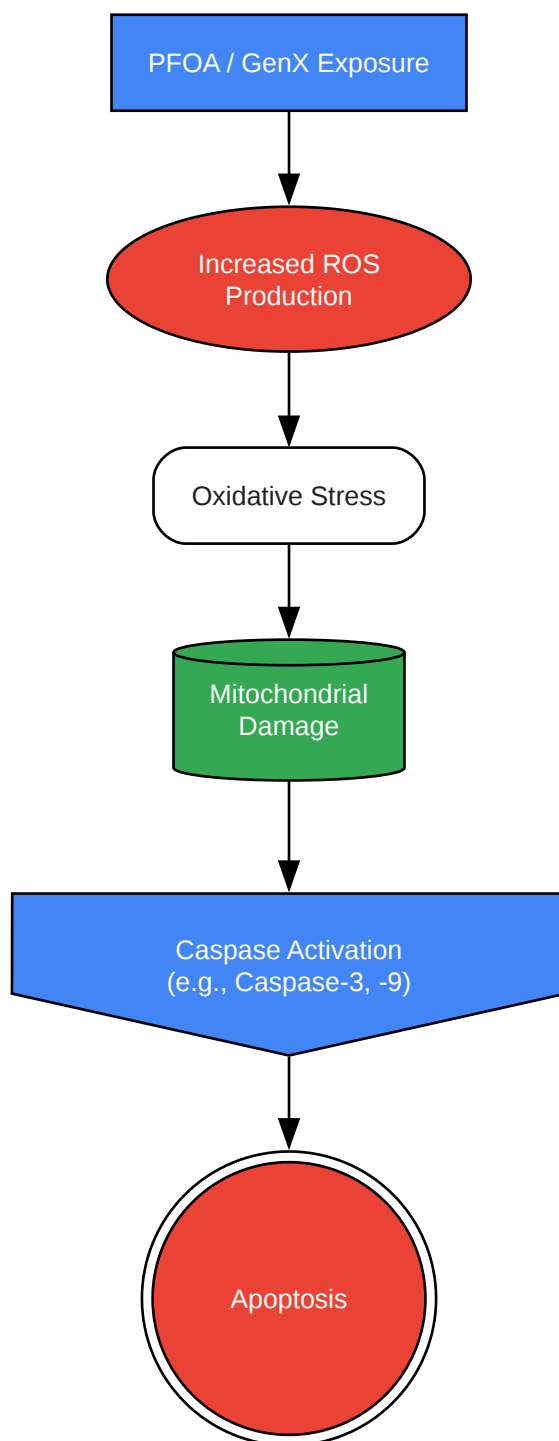 PFOA / GenX Exposure
Increased ROS
Production
Oxidative Stress
Mitochondrial
Damage
Caspase Activation
(e.g., Caspase-3, -9)
Apoptosis